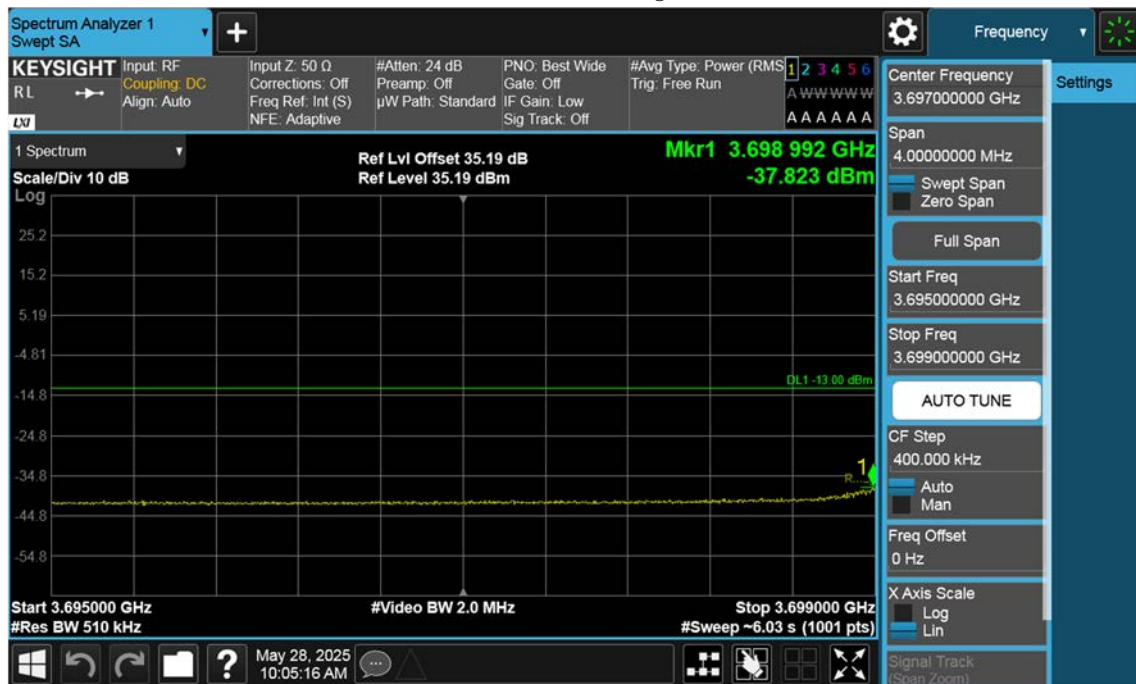 Spectrum Analyzer 1
Swept SA
Frequency
KEYSIGHT
RL
LXI
Input: RF
Coupling: DC
Align: Auto
Input Z: 50 Ω
Corrections: Off
Freq Ref: Int (S)
NFE: Adaptive
#Atten: 24 dB
Preamp: Off
µW Path: Standard
PNO: Best Wide
Gate: Off
IF Gain: Low
Sig Track: Off
#Avg Type: Power (RMS
Trig: Free Run
1 2 3 4 5 6
A W W W W W
A A A A A A
Center Frequency
3.697000000 GHz
Settings
Span
4.00000000 MHz
Swept Span
Zero Span
Full Span
Start Freq
3.695000000 GHz
Stop Freq
3.699000000 GHz
AUTO TUNE
CF Step
400.000 kHz
Auto
Man
Freq Offset
0 Hz
X Axis Scale
Log
Lin
Signal Track
(Span Zoom)
1 Spectrum
Scale/Div 10 dB
Log
Ref Lvl Offset 35.19 dB
Ref Level 35.19 dBm
Mkr1 3.698 992 GHz
-37.823 dBm
25.2
15.2
5.19
-4.81
DL1 -13.00 dBm
-14.8
-24.8
1
-34.8
R...
-44.8
-54.8
Start 3.695000 GHz
#Video BW 2.0 MHz
Stop 3.699000 GHz
#Res BW 510 kHz
#Sweep ~6.03 s (1001 pts)
?
May 28, 2025
10:05:16 AM